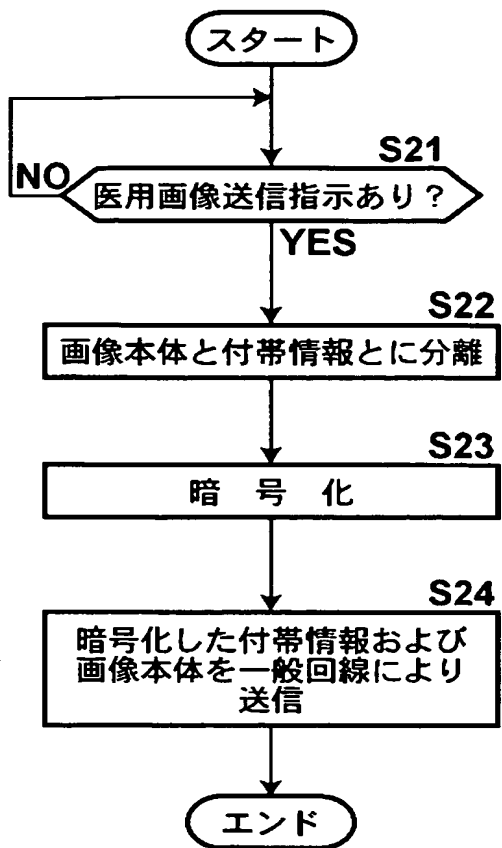 スタート
S21
NO
医用画像送信指示あり？
YES
S22
画像本体と付帯情報とに分離
S23
暗 号 化
S24
暗号化した付帯情報および
画像本体を一般回線により
送信
エンド